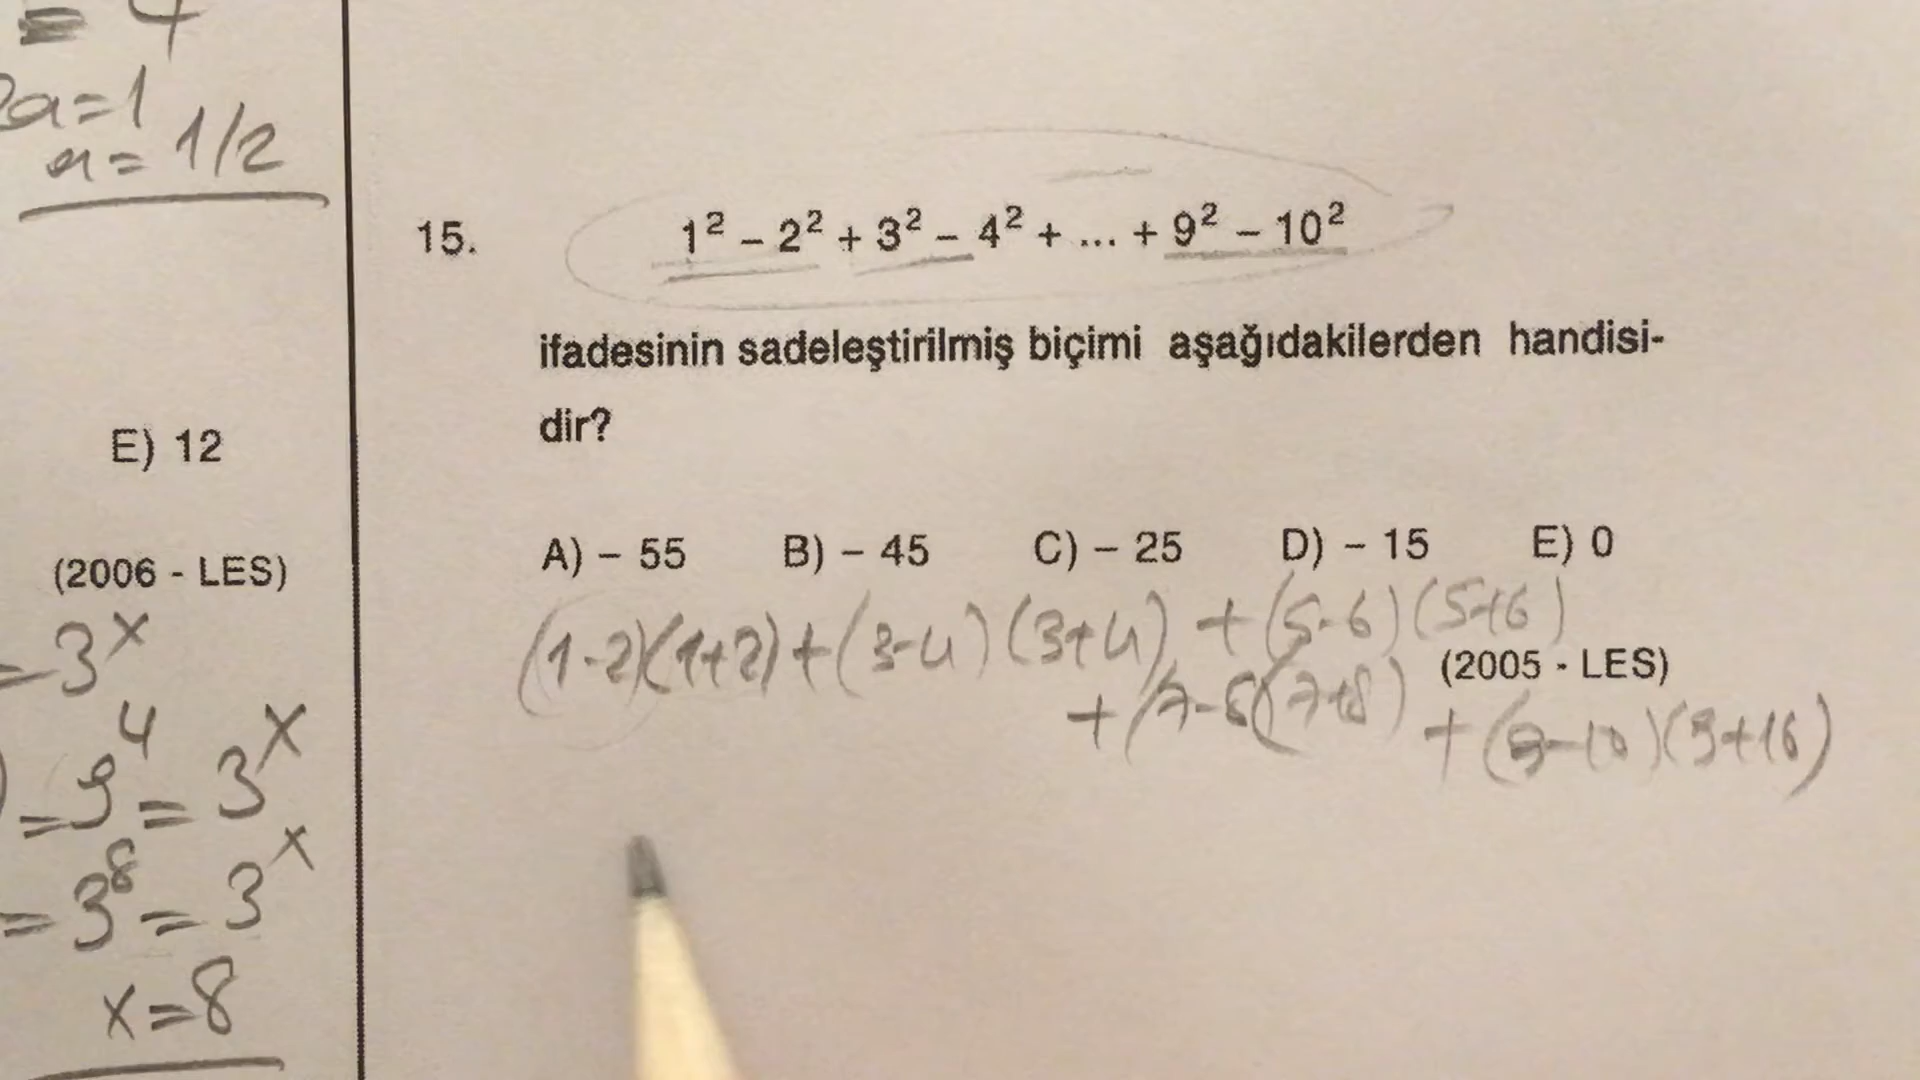 = 4
2a=1
a= 1/2
E) 12
(2006 - LES)
=3^x
=9^4=3^x
=3^8=3^x
x=8
15. 1² – 2² + 3² – 4² + ... + 9² – 10²
ifadesinin sadeleştirilmiş biçimi aşağıdakilerden handisi-
dir?
A) – 55 B) – 45 C) – 25 D) – 15 E) 0
(1-2)(1+2)+(3-4)(3+4)+(5-6)(5+6)
(2005 - LES)
+(7-8)(7+8)+(9-10)(9+10)